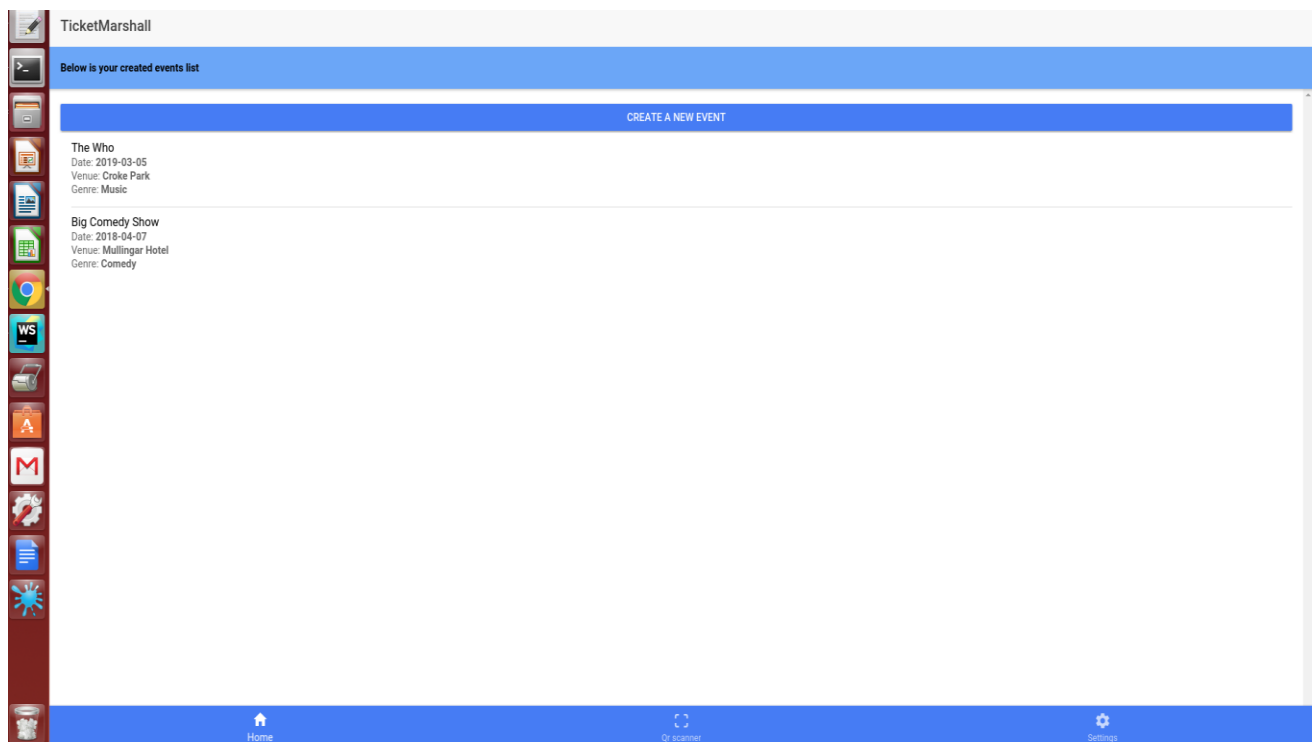 TicketMarshall
Below is your created events list
CREATE A NEW EVENT
The Who
Date: 2019-03-05
Venue: Croke Park
Genre: Music
Big Comedy Show
Date: 2018-04-07
Venue: Mullingar Hotel
Genre: Comedy
WS
Home
Qr scanner
Settings